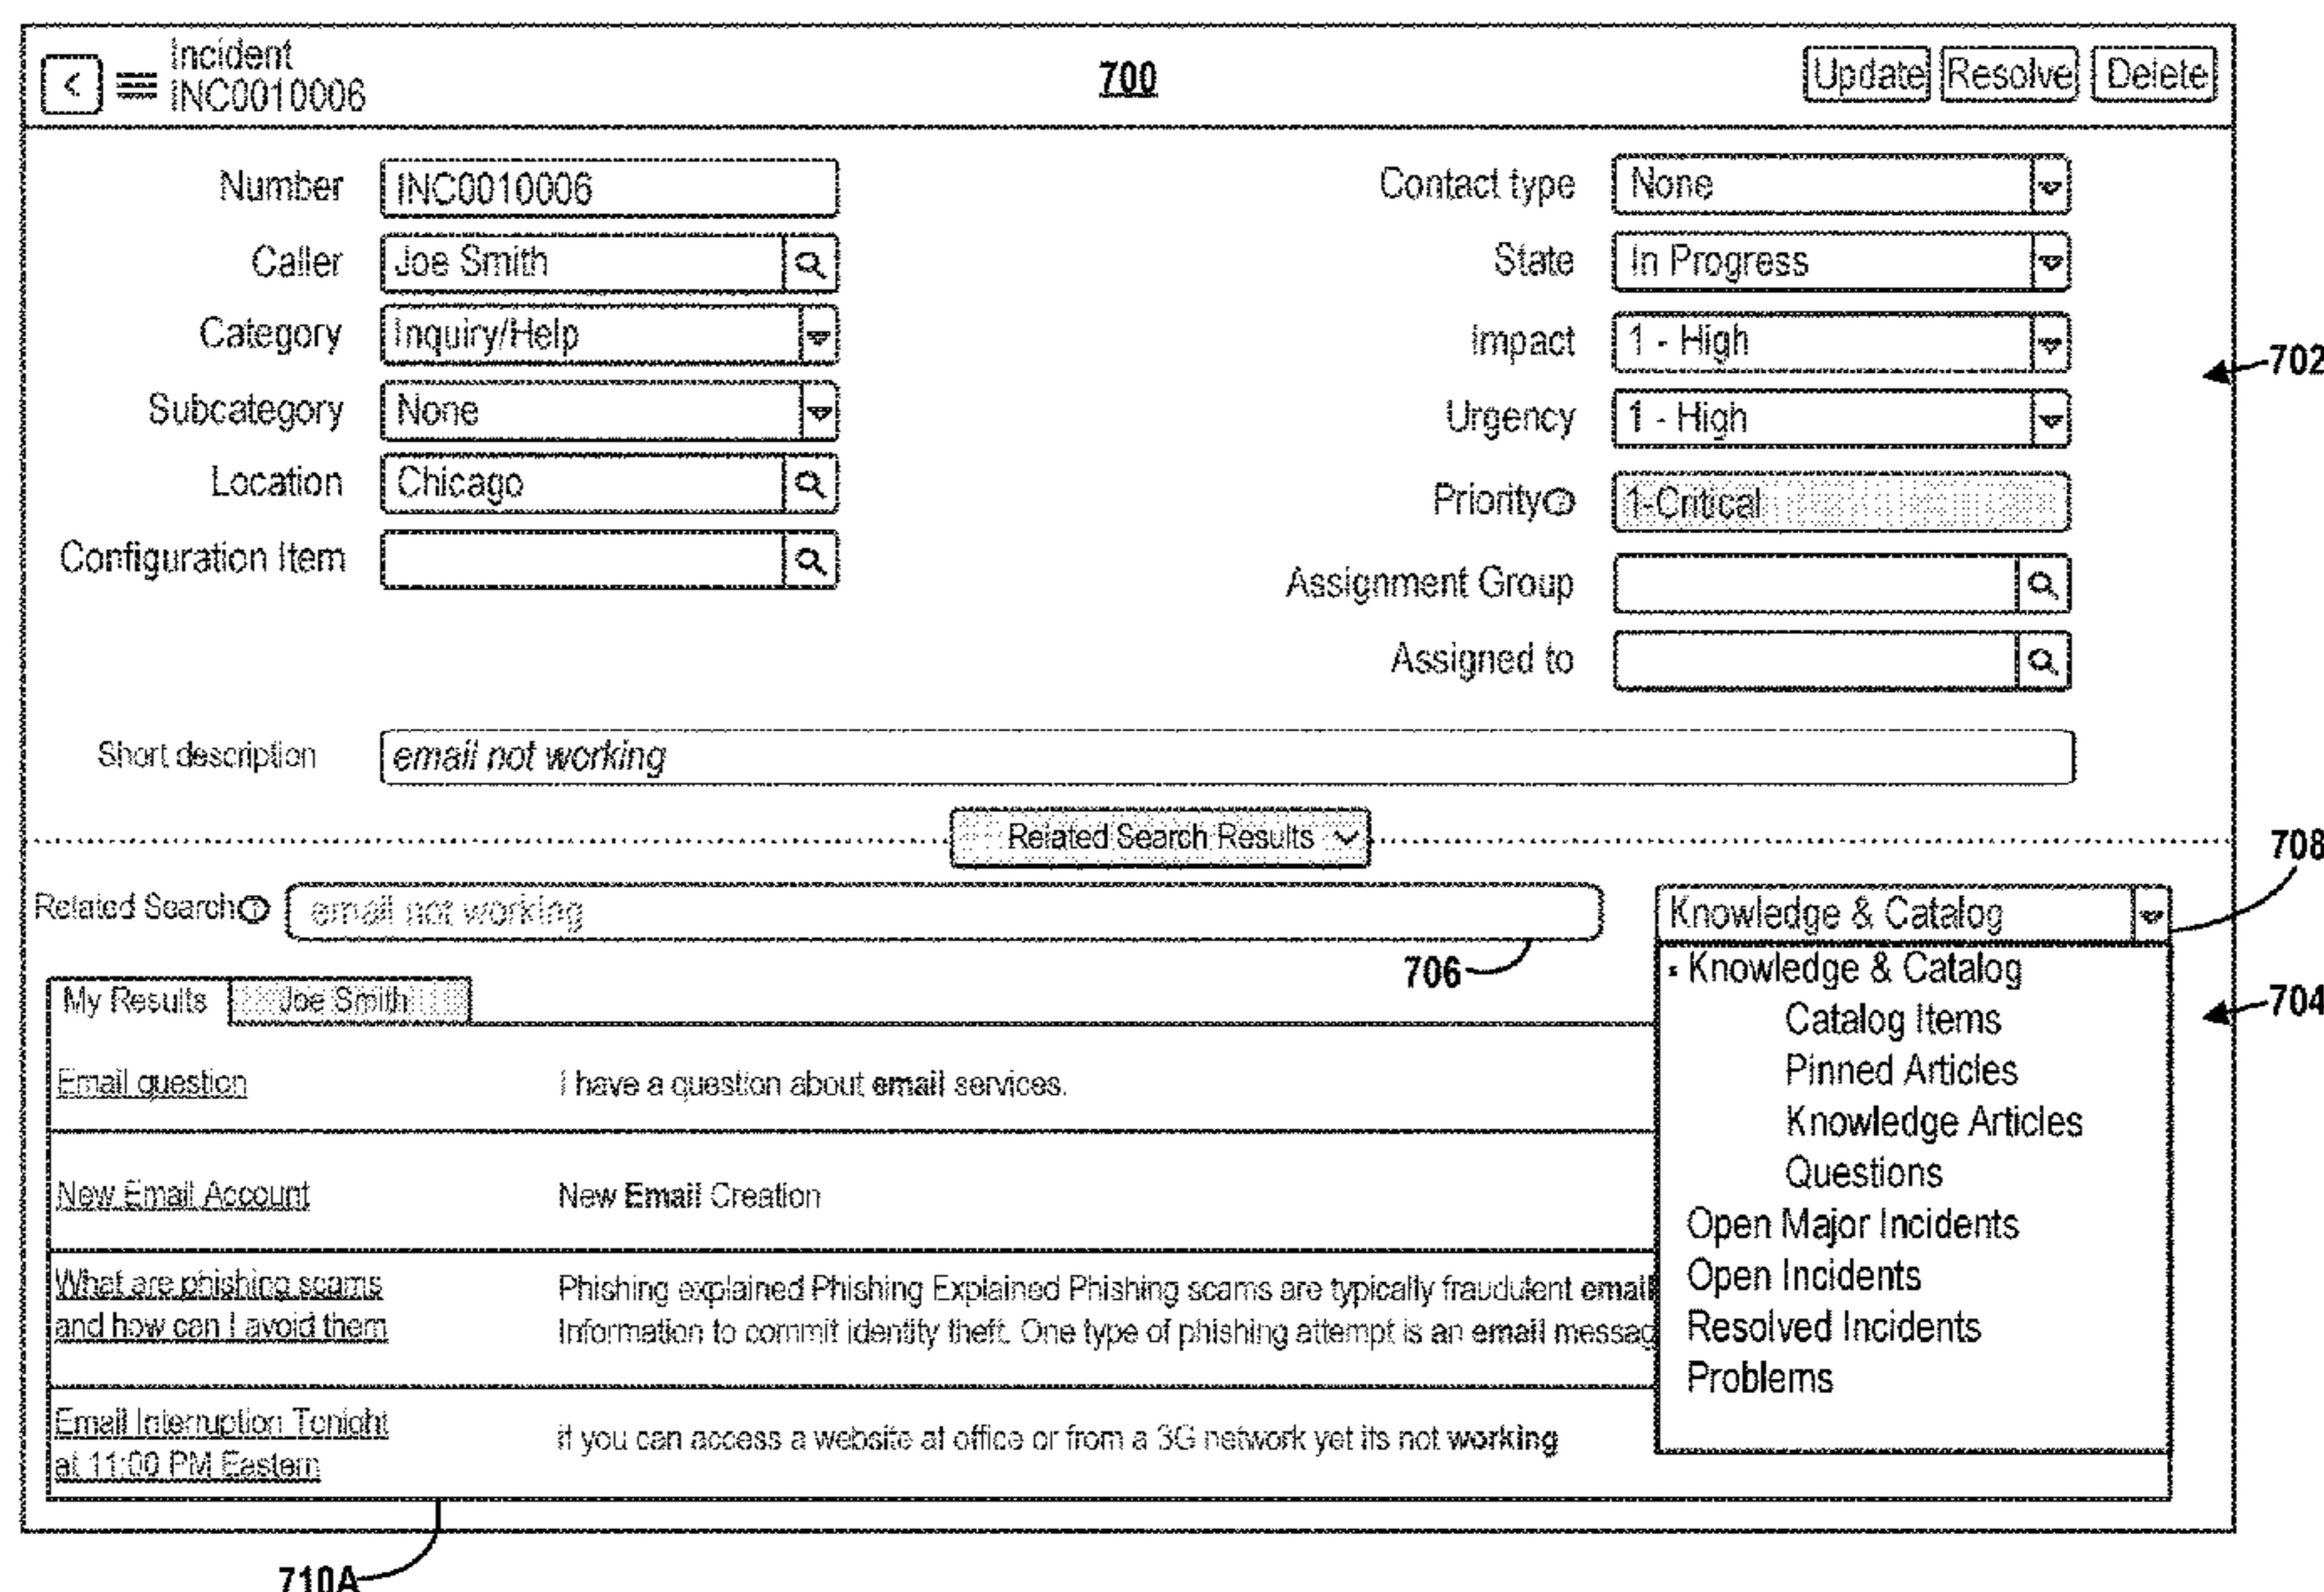 Incident
INC0010006
700
Update Resolve Delete
Number INC0010006
Contact type None
Caller Joe Smith
State In Progress
Category Inquiry/Help
Impact 1 - High
702
Subcategory None
Urgency 1 - High
Location Chicago
Priority 1-Critical
Configuration Item
Assignment Group
Assigned to
Short description email not working
Related Search Results
708
Related Search email not working
Knowledge & Catalog
706
Knowledge & Catalog
704
My Results Joe Smith
Catalog Items
Pinned Articles
Email question I have a question about email services.
Knowledge Articles
Questions
New Email Account New Email Creation
Open Major Incidents
Open Incidents
What are phishing scams
and how can I avoid them
Phishing explained Phishing Explained Phishing scams are typically fraudulent email
Information to commit identity theft. One type of phishing attempt is an email messag
Resolved Incidents
Problems
Email Interruption Tonight
at 11:00 PM Eastern
if you can access a website at office or from a 3G network yet its not working
710A